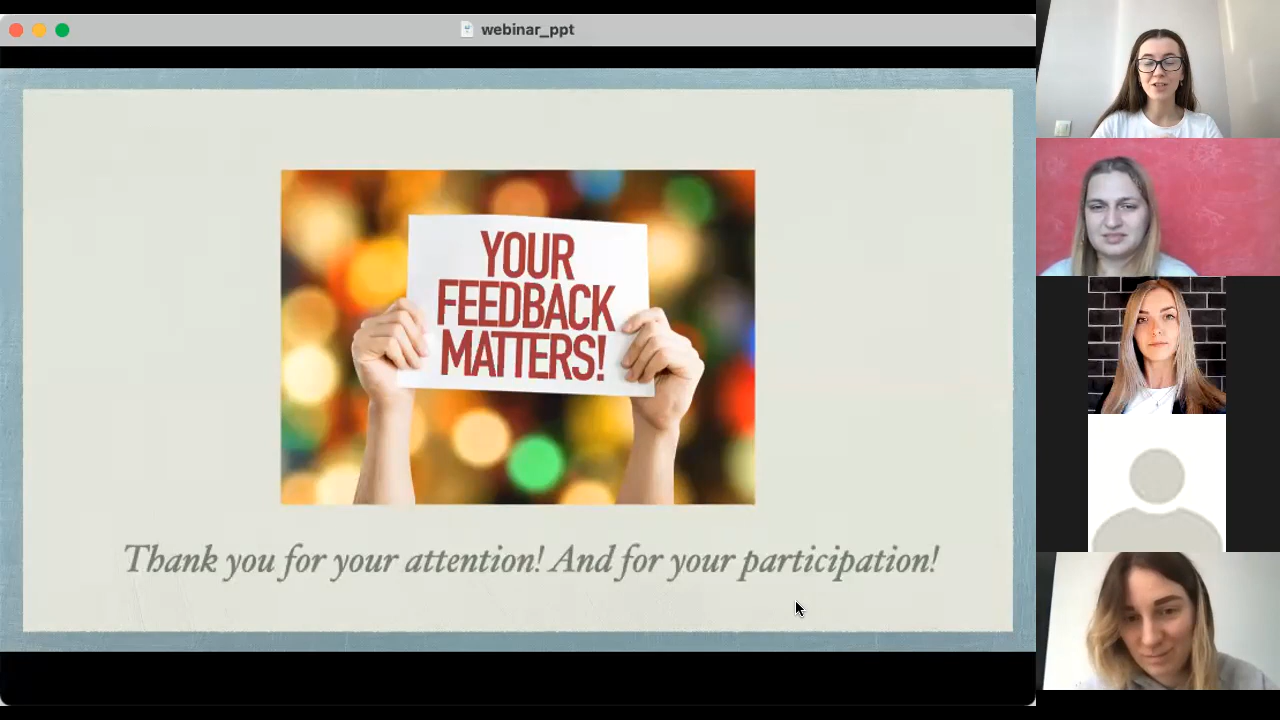 webinar_ppt
YOUR
FEEDBACK
MATTERS!
Thank you for your attention! And for your participation!